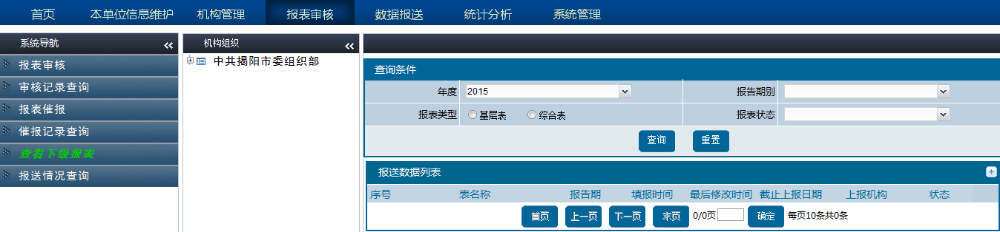 首页 本单位信息维护 机构管理 报表审核 数据报送 统计分析 系统管理
系统导航
报表审核
审核记录查询
报表催报
催报记录查询
查看下级报表
报送情况查询
机构组织
中共揭阳市委组织部
查询条件
年度 2015 报告期别
报表类型 基层表 综合表 报表状态
查询 重置
报送数据列表
序号 表名称 报告期 填报时间 最后修改时间 截止上报日期 上报机构 状态
首页 上一页 下一页 末页 0/0页 确定 每页10条共0条